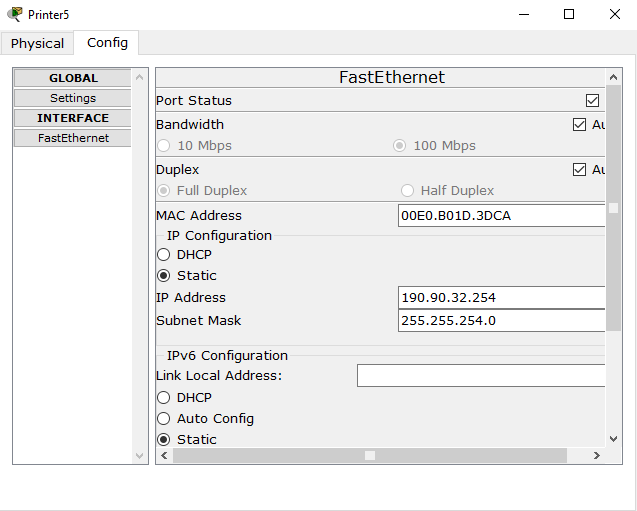 Printer5
Physical
Config
GLOBAL
Settings
INTERFACE
FastEthernet
FastEthernet
Port Status
Bandwidth
Au
10 Mbps
100 Mbps
Duplex
Au
Full Duplex
Half Duplex
MAC Address
00E0.B01D.3DCA
IP Configuration
DHCP
Static
IP Address
190.90.32.254
Subnet Mask
255.255.254.0
IPv6 Configuration
Link Local Address:
DHCP
Auto Config
Static